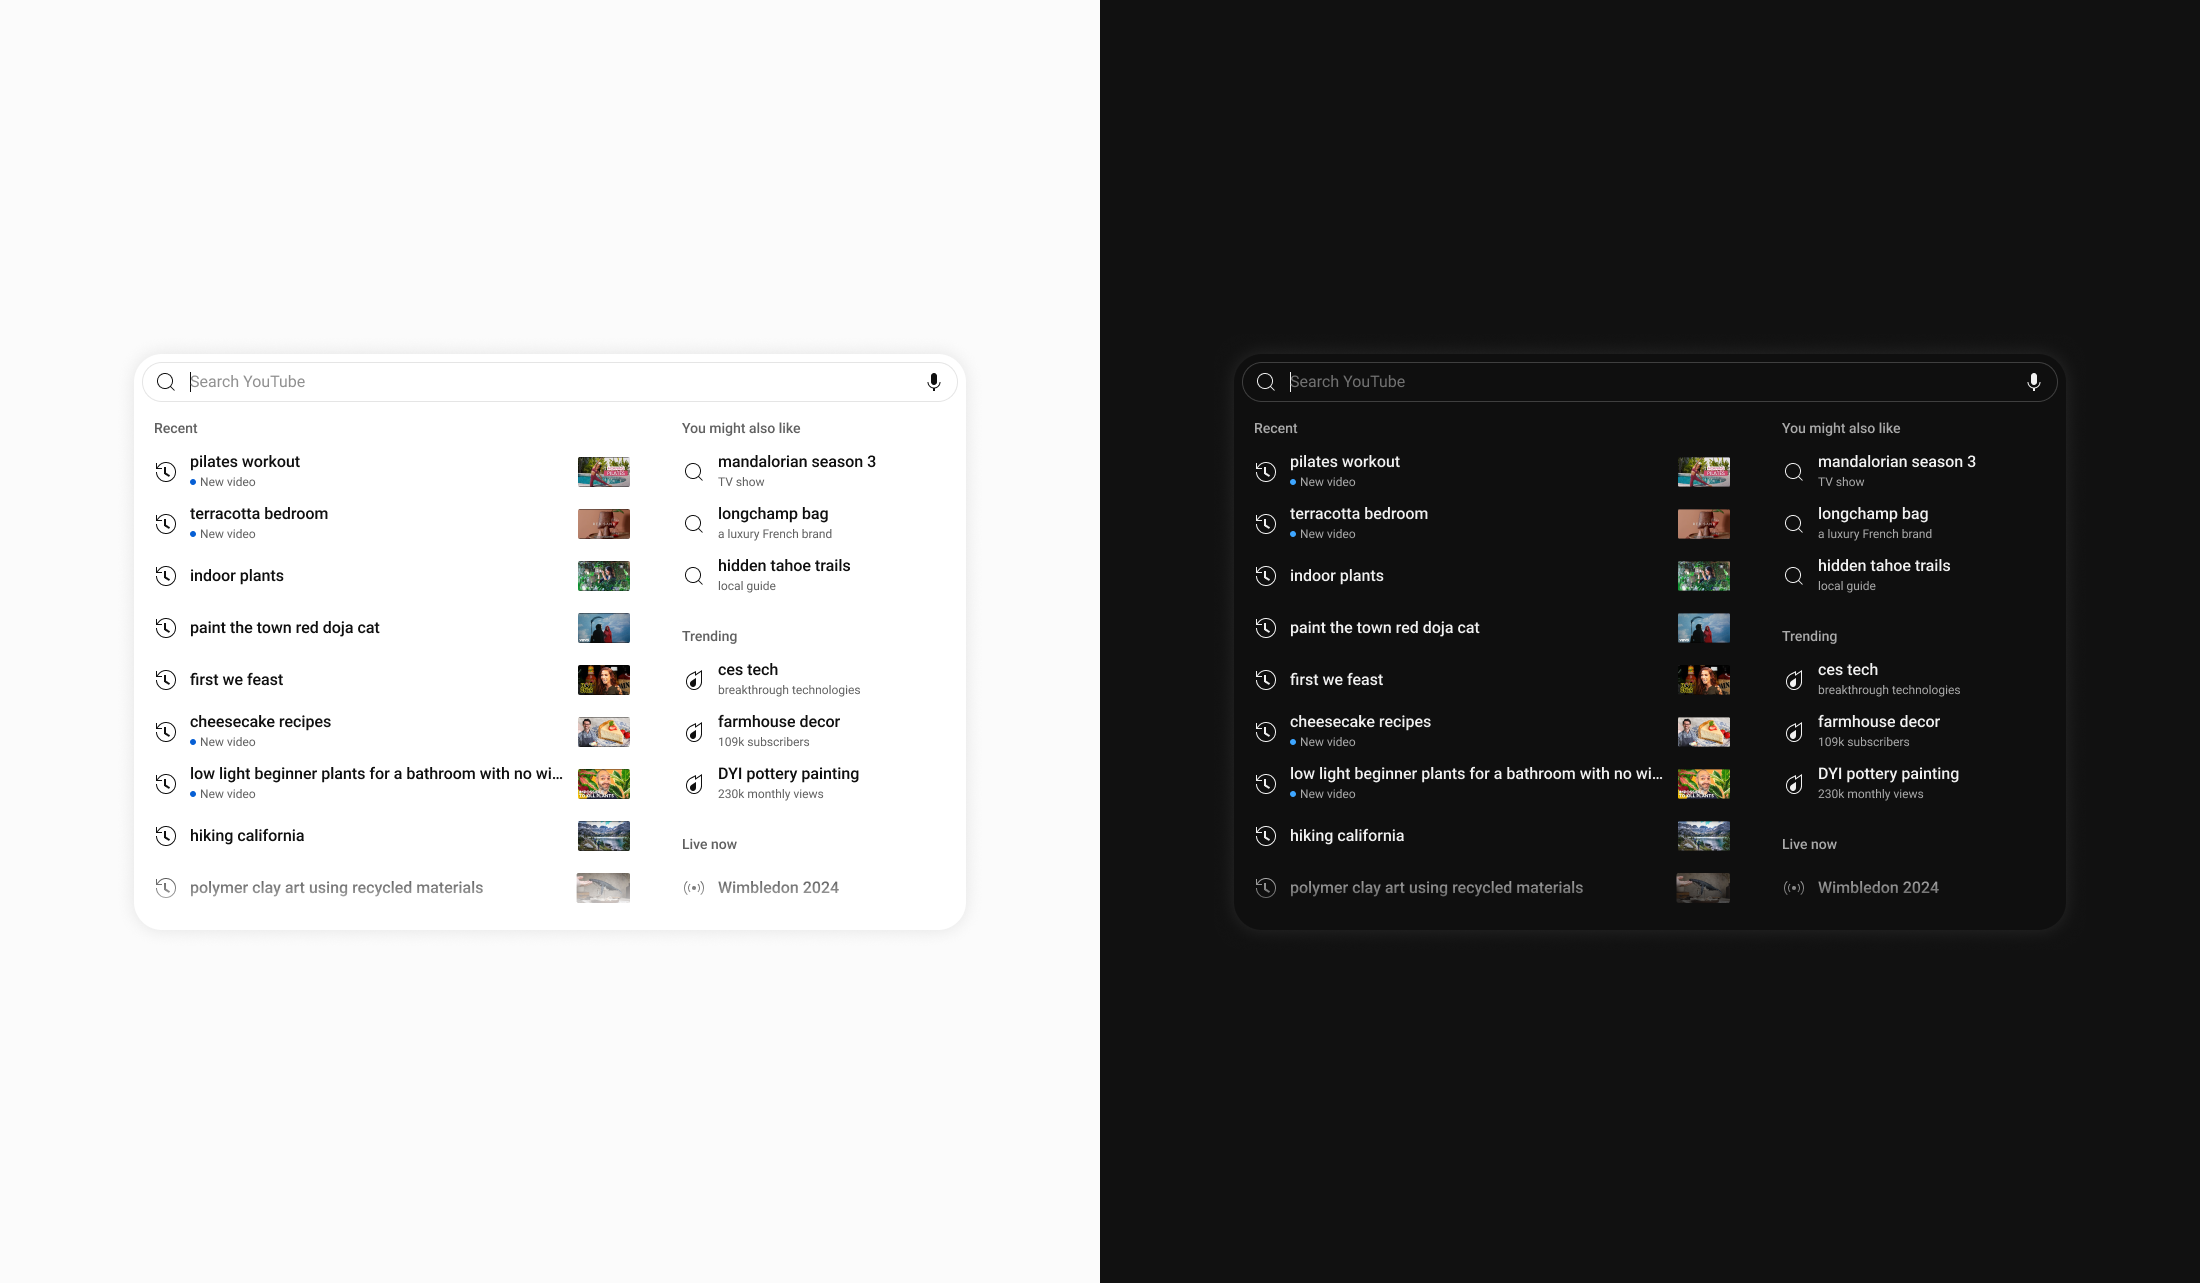 Search YouTube
Recent
pilates workout
New video
terracotta bedroom
New video
indoor plants
paint the town red doja cat
first we feast
cheesecake recipes
New video
low light beginner plants for a bathroom with no wi...
New video
hiking california
polymer clay art using recycled materials
You might also like
mandalorian season 3
TV show
longchamp bag
a luxury French brand
hidden tahoe trails
local guide
Trending
ces tech
breakthrough technologies
farmhouse decor
109k subscribers
DYI pottery painting
230k monthly views
Live now
Wimbledon 2024
Search YouTube
Recent
pilates workout
New video
terracotta bedroom
New video
indoor plants
paint the town red doja cat
first we feast
cheesecake recipes
New video
low light beginner plants for a bathroom with no wi...
New video
hiking california
polymer clay art using recycled materials
You might also like
mandalorian season 3
TV show
longchamp bag
a luxury French brand
hidden tahoe trails
local guide
Trending
ces tech
breakthrough technologies
farmhouse decor
109k subscribers
DYI pottery painting
230k monthly views
Live now
Wimbledon 2024